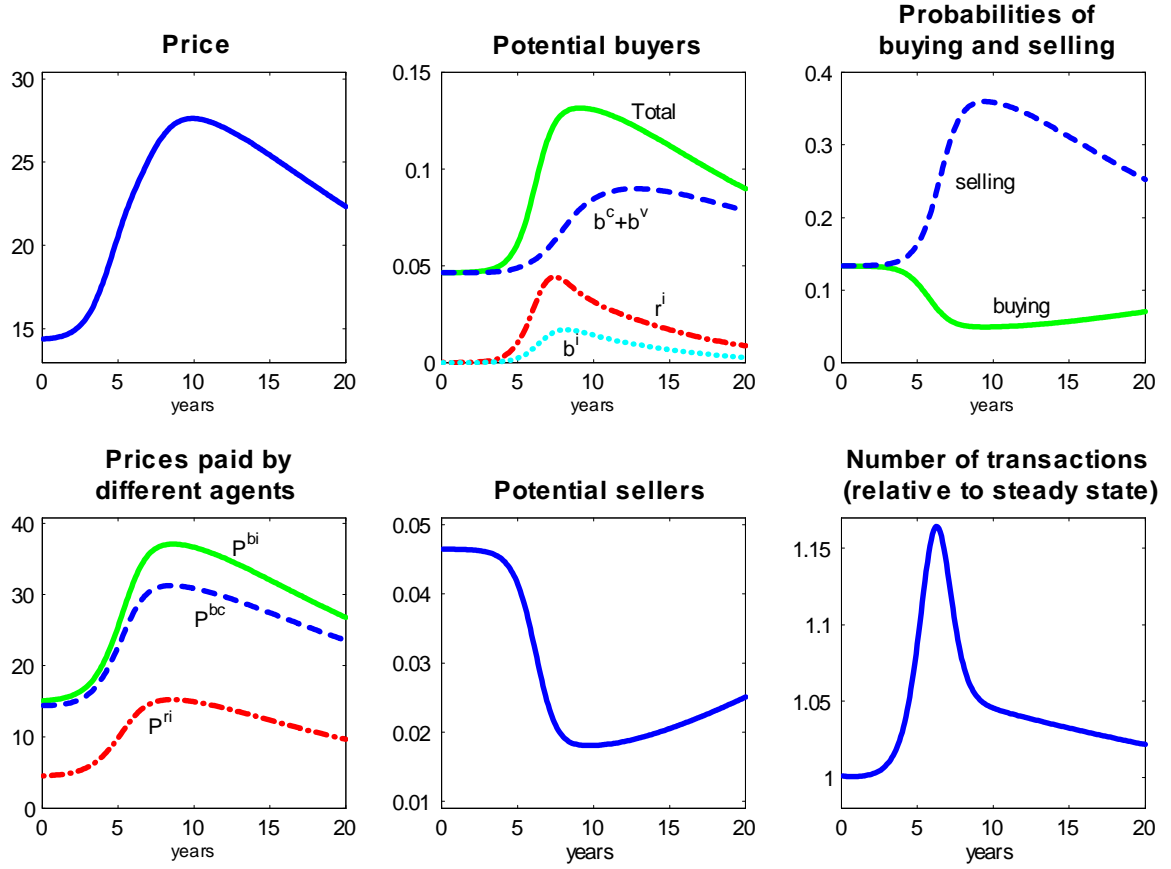 Price
30
25
20
15
0 5 10 15 20
years
Potential buyers
0.15
0.1
0.05
0
Total
b^c+b^v
r^i
b^i
0 5 10 15 20
years
Probabilities of
buying and selling
0.4
0.3
0.2
0.1
0
selling
buying
0 5 10 15 20
years
Prices paid by
different agents
40
30
20
10
0
P^bi
P^bc
P^ri
0 5 10 15 20
years
Potential sellers
0.05
0.04
0.03
0.02
0.01
0 5 10 15 20
years
Number of transactions
(relative to steady state)
1.15
1.1
1.05
1
0 5 10 15 20
years